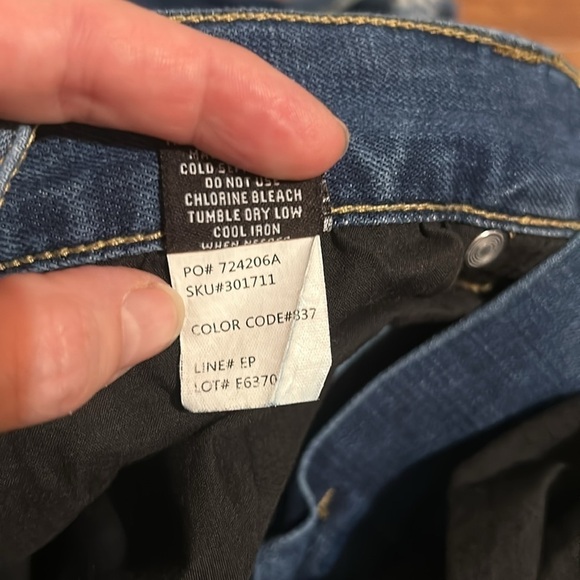 COLD
DO NOT USE
CHLORINE BLEACH
TUMBLE DRY LOW
COOL IRON
WHEN NEEDED
PO# 724206A
SKU#301711
COLOR CODE#837
LINE# EP
LOT# E6370